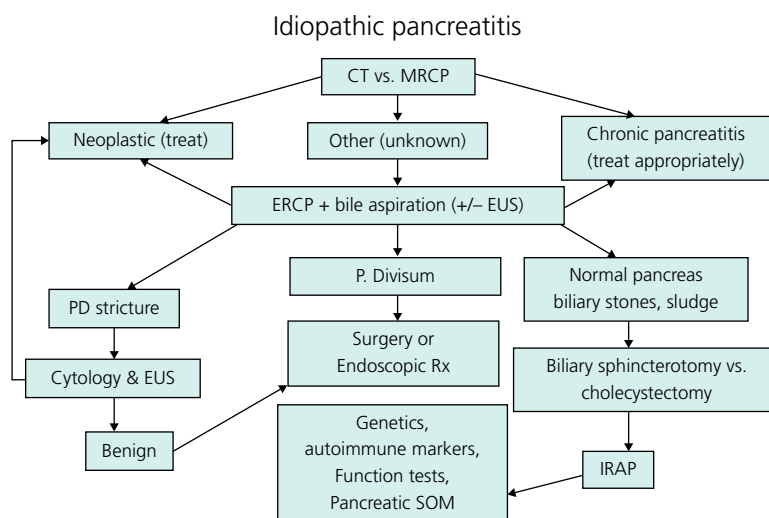 Idiopathic pancreatitis
CT vs. MRCP
Neoplastic (treat)
Other (unknown)
Chronic pancreatitis
(treat appropriately)
ERCP + bile aspiration (+/– EUS)
P. Divisum
Normal pancreas
biliary stones, sludge
PD stricture
Surgery or
Endoscopic Rx
Biliary sphincterotomy vs.
cholecystectomy
Cytology & EUS
Benign
Genetics,
autoimmune markers,
Function tests,
Pancreatic SOM
IRAP